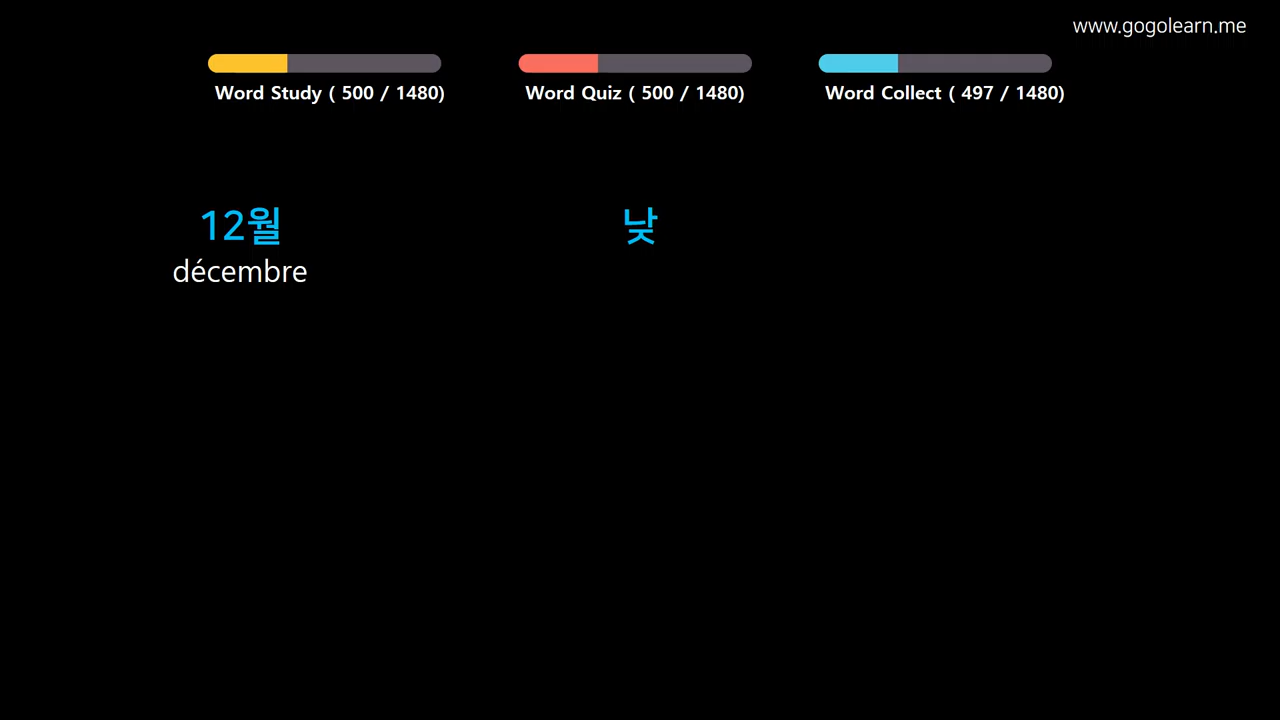 www.gogolearn.me
Word Study ( 500 / 1480)
Word Quiz ( 500 / 1480)
Word Collect ( 497 / 1480)
12월
décembre
낮